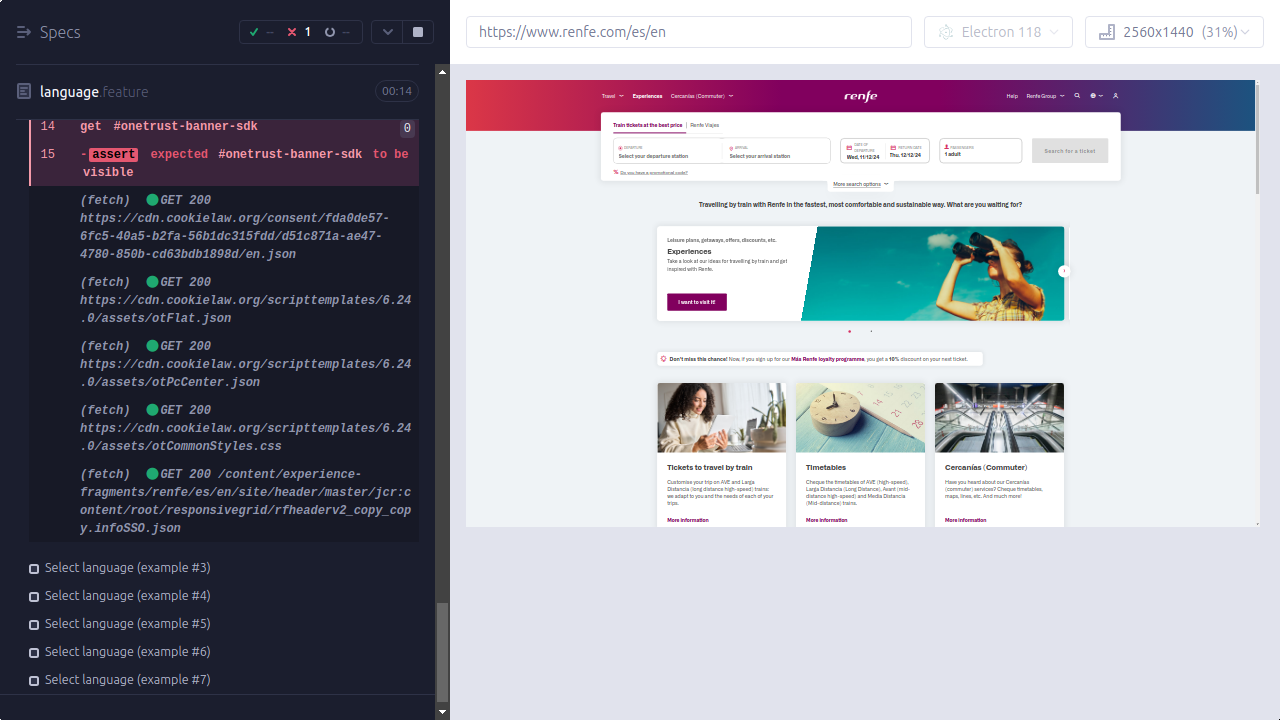 Specs
--
1
--
https://www.renfe.com/es/en
Electron 118
2560x1440 (31%)
language.feature
00:14
14 get #onetrust-banner-sdk 0
15 -assert expected #onetrust-banner-sdk to be
visible
(fetch) GET 200
https://cdn.cookielaw.org/consent/fda0de57-
6fc5-40a5-b2fa-56b1dc315fdd/d51c871a-ae47-
4780-850b-cd63bdb1898d/en.json
(fetch) GET 200
https://cdn.cookielaw.org/scripttemplates/6.24
.0/assets/otFlat.json
(fetch) GET 200
https://cdn.cookielaw.org/scripttemplates/6.24
.0/assets/otPcCenter.json
(fetch) GET 200
https://cdn.cookielaw.org/scripttemplates/6.24
.0/assets/otCommonStyles.css
(fetch) GET 200 /content/experience-
fragments/renfe/es/en/site/header/master/jcr:c
ontent/root/responsivegrid/rfheaderv2_copy_cop
y.infoSSO.json
Select language (example #3)
Select language (example #4)
Select language (example #5)
Select language (example #6)
Select language (example #7)
Travel Experiences Cercanías (Commuter) renfe Help Renfe Group
Train tickets at the best price Renfe Viajes
DEPARTURE
Select your departure station
ARRIVAL
Select your arrival station
DATE OF DEPARTURE
Wed, 11/12/24
RETURN DATE
Thu, 12/12/24
PASSENGERS
1 adult
Search for a ticket
Do you have a promotional code?
More search options
Travelling by train with Renfe in the fastest, most comfortable and sustainable way. What are you waiting for?
Leisure plans, getaways, offers, discounts, etc.
Experiences
Take a look at our ideas for travelling by train and get
inspired with Renfe.
I want to visit it!
Don't miss this chance! Now, if you sign up for our Más Renfe loyalty programme, you get a 10% discount on your next ticket.
Tickets to travel by train
Customise your trip on AVE and Larga
Distancia (long distance high-speed) trains:
we adapt to you and the needs of each of your
trips.
More information
Timetables
Cheque the timetables of AVE (high-speed),
Larga Distancia (Long Distance), Avant (mid-
distance high-speed) and Media Distancia
(Mid-distance) trains.
More information
Cercanías (Commuter)
Have you heard about our Cercanías
(commuter) services? Cheque timetables,
maps, lines, etc. And much more!
More information